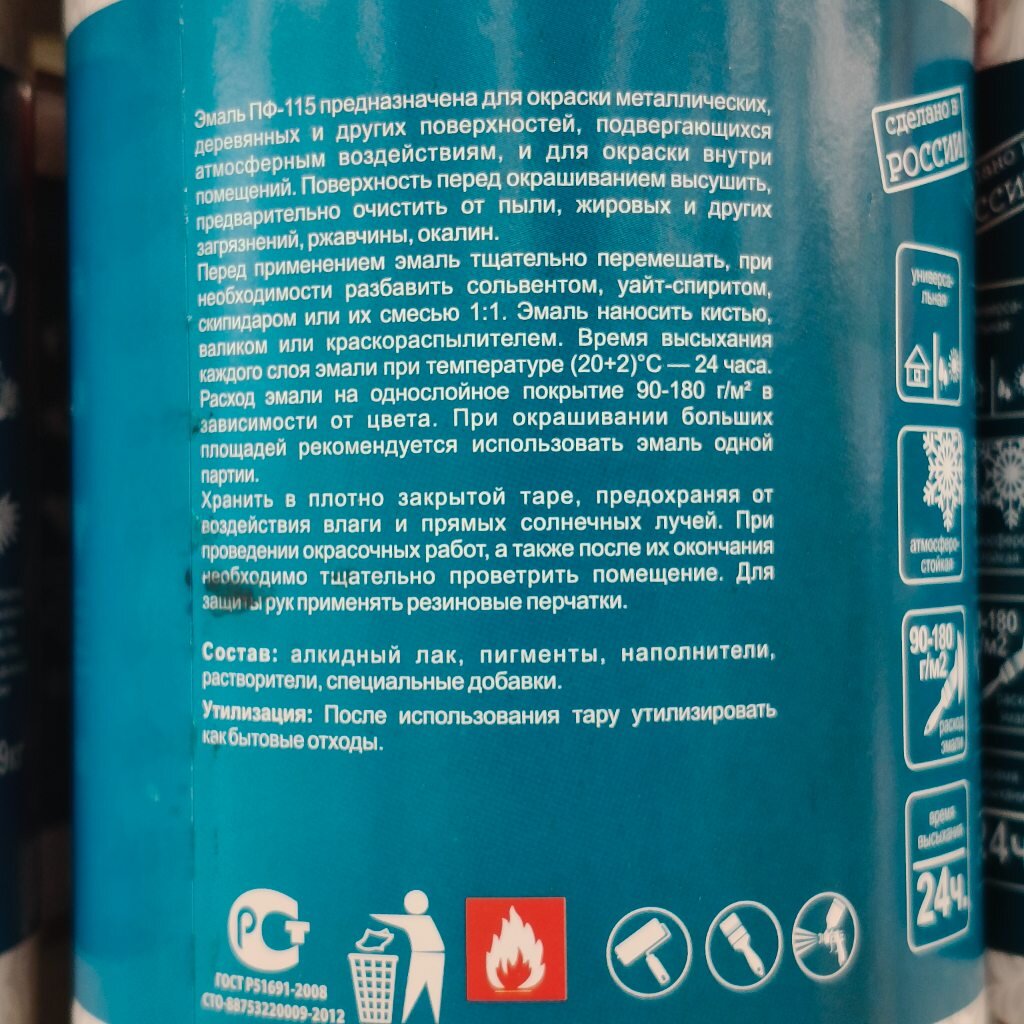 Эмаль ПФ-115 предназначена для окраски металлических,
деревянных и других поверхностей, подвергающихся
атмосферным воздействиям, и для окраски внутри
помещений. Поверхность перед окрашиванием высушить,
предварительно очистить от пыли, жировых и других
загрязнений, ржавчины, окалин.
Перед применением эмаль тщательно перемешать, при
необходимости разбавить сольвентом, уайт-спиритом,
скипидаром или их смесью 1:1. Эмаль наносить кистью,
валиком или краскораспылителем. Время высыхания
каждого слоя эмали при температуре (20+2)°С — 24 часа.
Расход эмали на однослойное покрытие 90-180 г/м² в
зависимости от цвета. При окрашивании больших
площадей рекомендуется использовать эмаль одной
партии.
Хранить в плотно закрытой таре, предохраняя от
воздействия влаги и прямых солнечных лучей. При
проведении окрасочных работ, а также после их окончания
необходимо тщательно проветрить помещение. Для
защиты рук применять резиновые перчатки.
Состав: алкидный лак, пигменты, наполнители,
растворители, специальные добавки.
Утилизация: После использования тару утилизировать
как бытовые отходы.
РСТ
ГОСТ Р51691-2008
СТО-88753220009-2012
сделано в
РОССИИ
универса-
льная
атмосферо-
стойкая
90-180
г/м2
расход
эмали
время
высыхания
24ч.